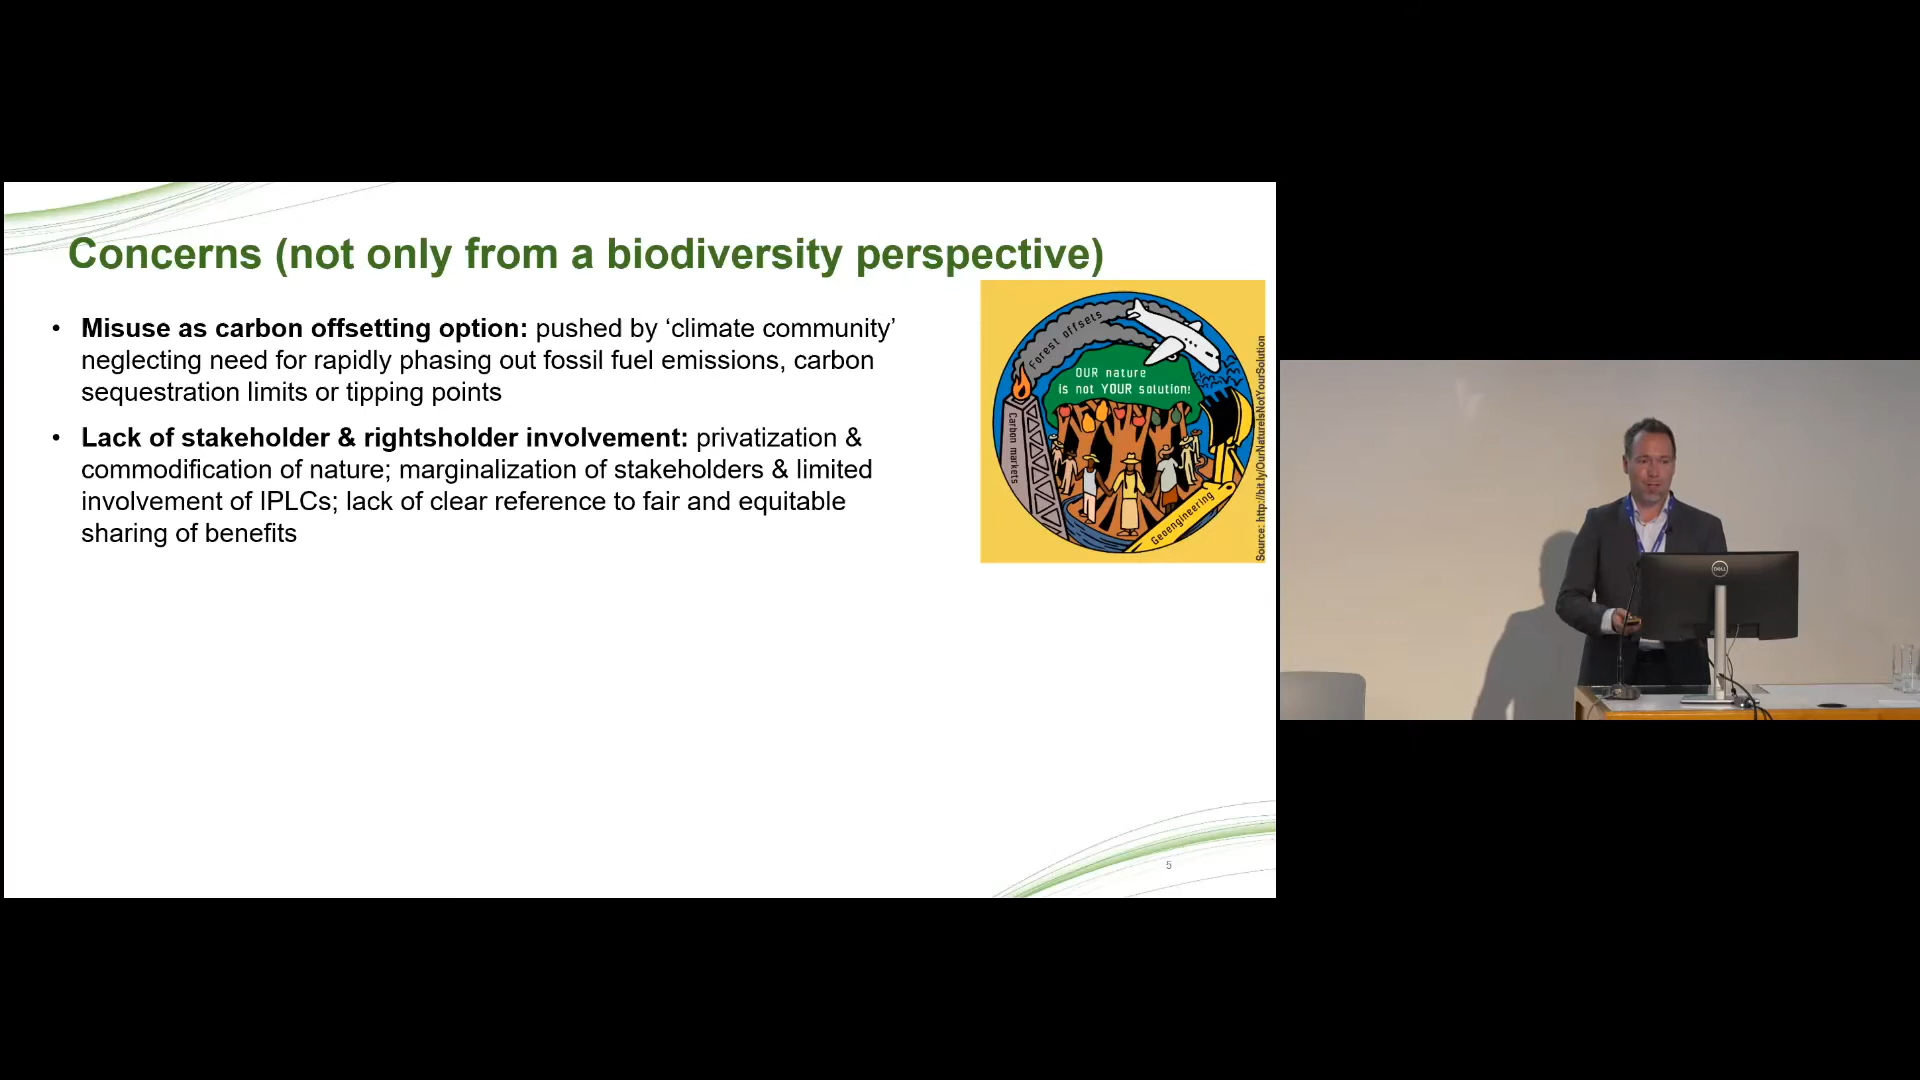 Concerns (not only from a biodiversity perspective)
• Misuse as carbon offsetting option: pushed by ‘climate community’
neglecting need for rapidly phasing out fossil fuel emissions, carbon
sequestration limits or tipping points
• Lack of stakeholder & rightsholder involvement: privatization &
commodification of nature; marginalization of stakeholders & limited
involvement of IPLCs; lack of clear reference to fair and equitable
sharing of benefits
Forest offsets
OUR nature
is not YOUR solution!
Carbon markets
Geoengineering
Source: http://bit.ly/OurNatureIsNotYourSolution
5
DELL